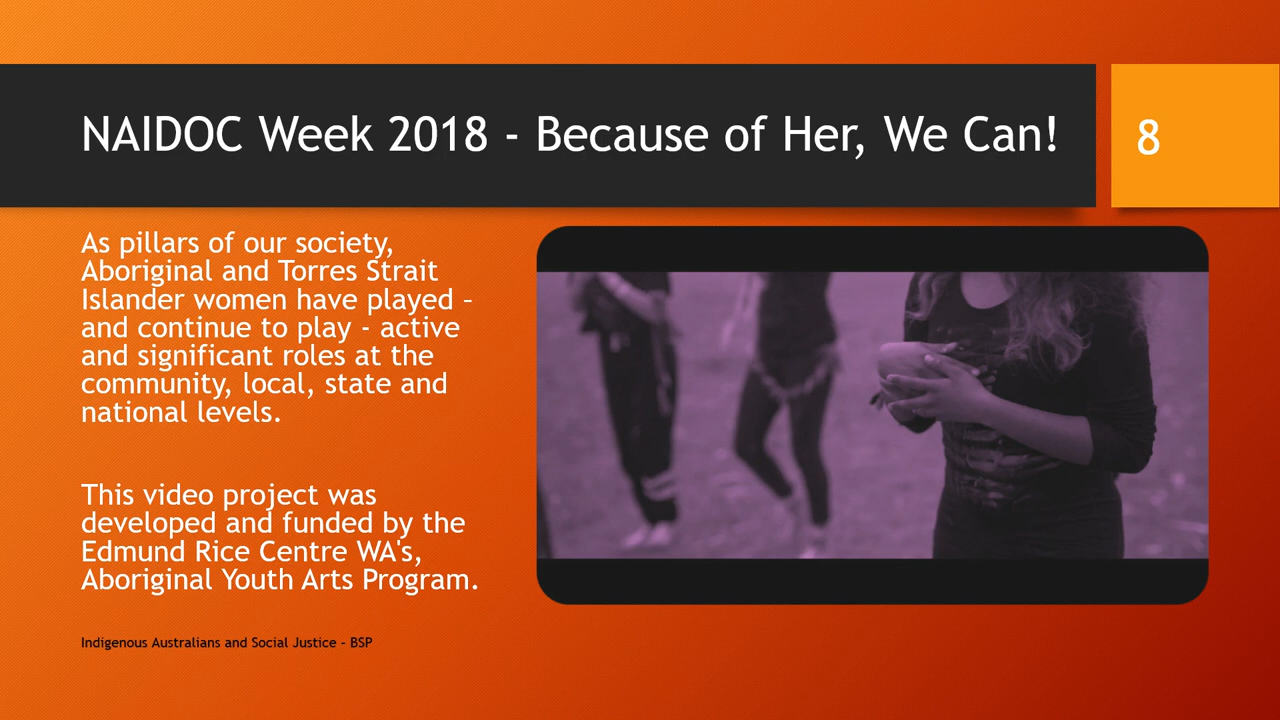 NAIDOC Week 2018 - Because of Her, We Can!
8
As pillars of our society,
Aboriginal and Torres Strait
Islander women have played –
and continue to play - active
and significant roles at the
community, local, state and
national levels.
This video project was
developed and funded by the
Edmund Rice Centre WA's,
Aboriginal Youth Arts Program.
Indigenous Australians and Social Justice – BSP